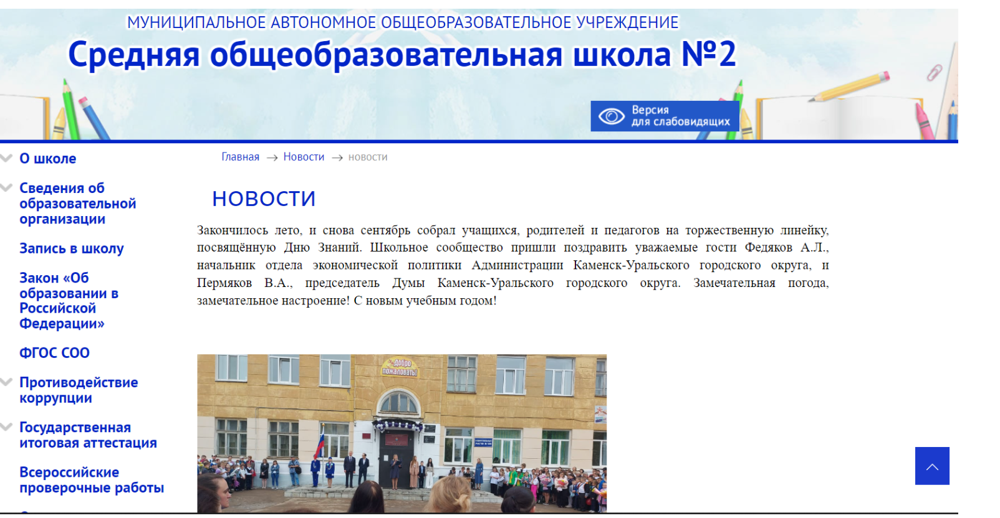 МУНИЦИПАЛЬНОЕ АВТОНОМНОЕ ОБЩЕОБРАЗОВАТЕЛЬНОЕ УЧРЕЖДЕНИЕ
Средняя общеобразовательная школа №2
Версия
для слабовидящих
О школе
Сведения об
образовательной
организации
Запись в школу
Закон «Об
образовании в
Российской
Федерации»
ФГОС СОО
Противодействие
коррупции
Государственная
итоговая аттестация
Всероссийские
проверочные работы
Главная → Новости → новости
НОВОСТИ
Закончилось лето, и снова сентябрь собрал учащихся, родителей и педагогов на торжественную линейку,
посвящённую Дню Знаний. Школьное сообщество пришли поздравить уважаемые гости Федяков А.Л.,
начальник отдела экономической политики Администрации Каменск-Уральского городского округа, и
Пермяков В.А., председатель Думы Каменск-Уральского городского округа. Замечательная погода,
замечательное настроение! С новым учебным годом!
Добро
пожаловать!